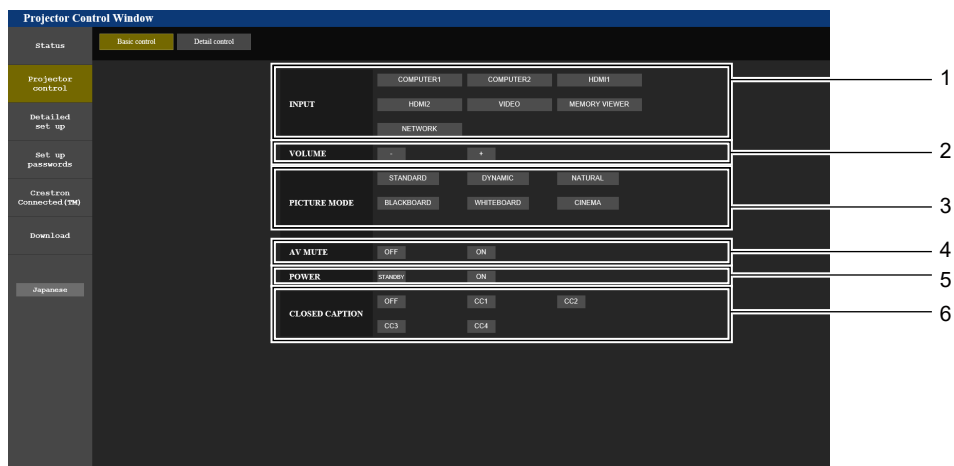 Projector Control Window
Status
Basic control
Detail control
Projector
control
Detailed
set up
Set up
passwords
Crestron
Connected(TM)
Download
Japanese
INPUT
COMPUTER1 COMPUTER2 HDMI1
HDMI2 VIDEO MEMORY VIEWER
NETWORK
1
VOLUME - +
2
PICTURE MODE
STANDARD DYNAMIC NATURAL
BLACKBOARD WHITEBOARD CINEMA
3
AV MUTE OFF ON
4
POWER STANDBY ON
5
CLOSED CAPTION
OFF CC1 CC2
CC3 CC4
6